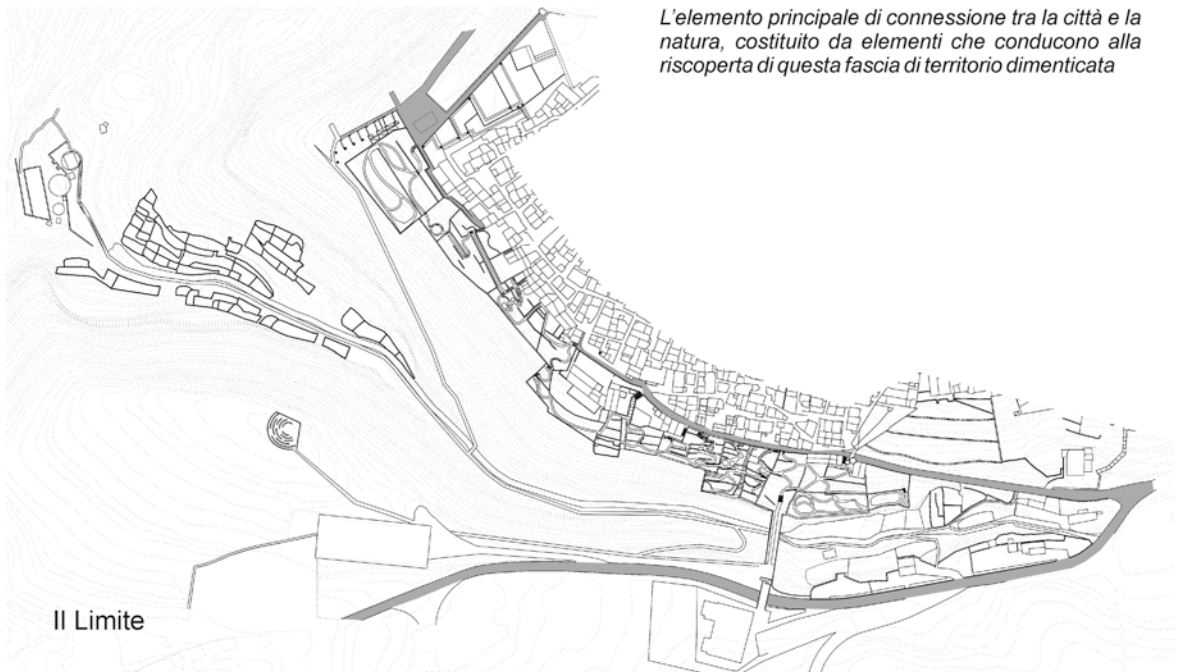 L'elemento principale di connessione tra la città e la
natura, costituito da elementi che conducono alla
riscoperta di questa fascia di territorio dimenticata
Il Limite